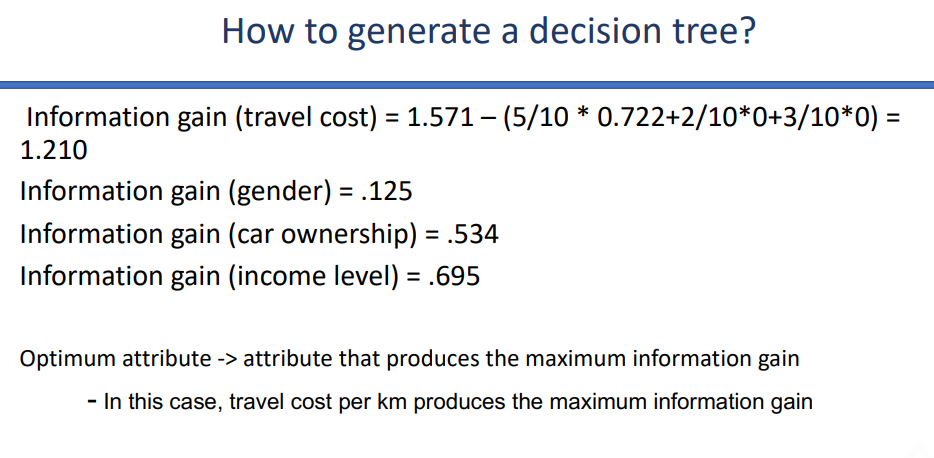 How to generate a decision tree?
Information gain (travel cost) = 1.571 – (5/10 * 0.722+2/10*0+3/10*0) =
1.210
Information gain (gender) = .125
Information gain (car ownership) = .534
Information gain (income level) = .695
Optimum attribute -> attribute that produces the maximum information gain
- In this case, travel cost per km produces the maximum information gain